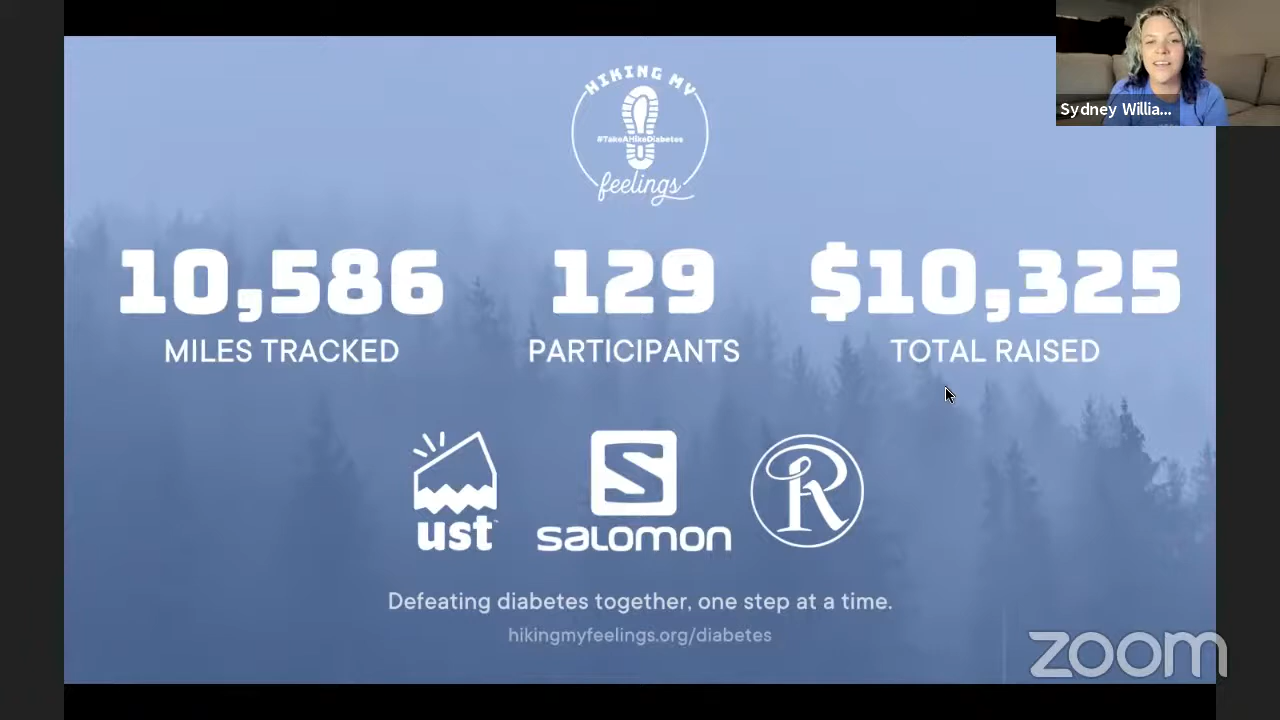 HIKING MY
#TakeAHikeDiabetes
feelings
Sydney Willia...
10,586 129 $10,325
MILES TRACKED PARTICIPANTS TOTAL RAISED
ust
SALOMON
R
Defeating diabetes together, one step at a time.
hikingmyfeelings.org/diabetes
zoom